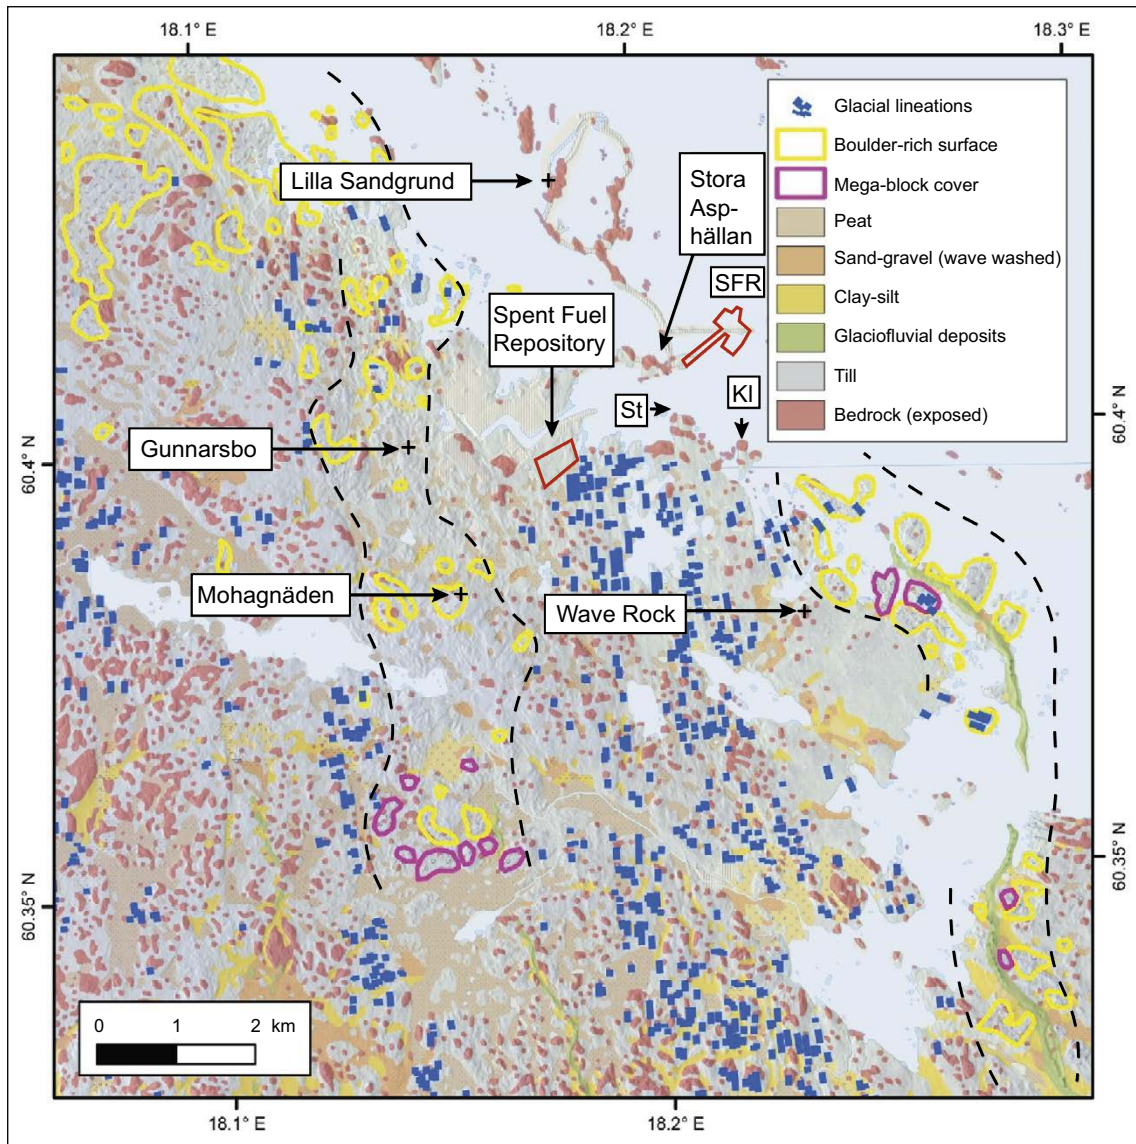 18.1° E
18.2° E
18.3° E
Glacial lineations
Boulder-rich surface
Mega-block cover
Peat
Sand-gravel (wave washed)
Clay-silt
Glaciofluvial deposits
Till
Bedrock (exposed)
Lilla Sandgrund
Stora
Asp-
hällan
SFR
Spent Fuel
Repository
KI
St
60.4° N
Gunnarsbo
60.4° N
Mohagnäden
Wave Rock
60.35° N
60.35° N
0 1 2 km
18.1° E
18.2° E